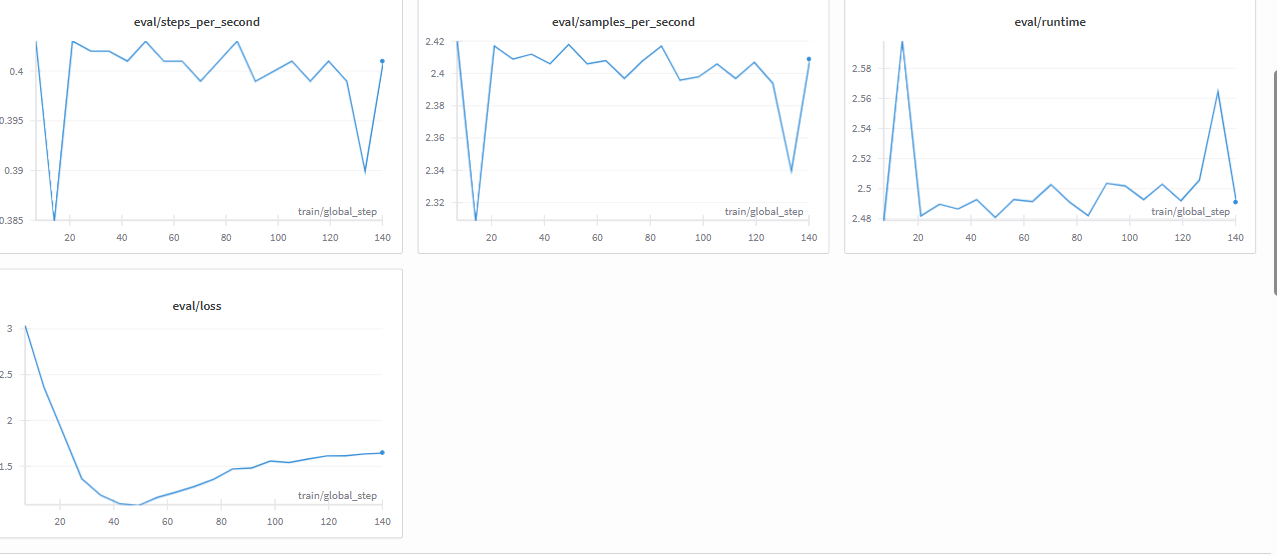 eval/steps_per_second
0.4
0.395
0.39
0.385
train/global_step
20 40 60 80 100 120 140
eval/samples_per_second
2.42
2.4
2.38
2.36
2.34
2.32
train/global_step
20 40 60 80 100 120 140
eval/runtime
2.58
2.56
2.54
2.52
2.5
2.48
train/global_step
20 40 60 80 100 120 140
eval/loss
3
2.5
2
1.5
train/global_step
20 40 60 80 100 120 140